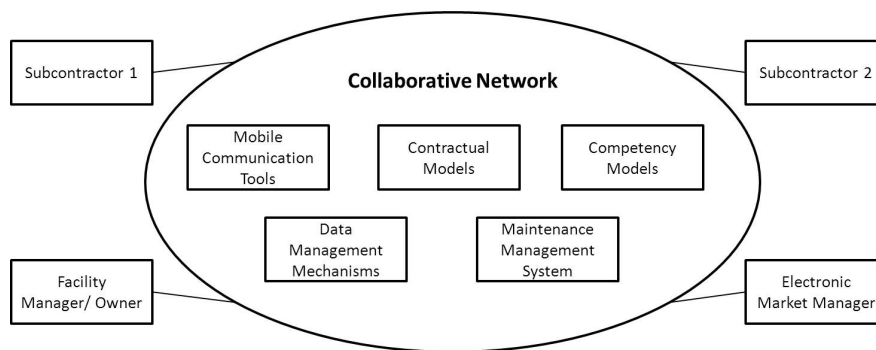 Subcontractor 1
Subcontractor 2
Collaborative Network
Mobile
Communication
Tools
Contractual
Models
Competency
Models
Data
Management
Mechanisms
Maintenance
Management
System
Facility
Manager/ Owner
Electronic
Market Manager